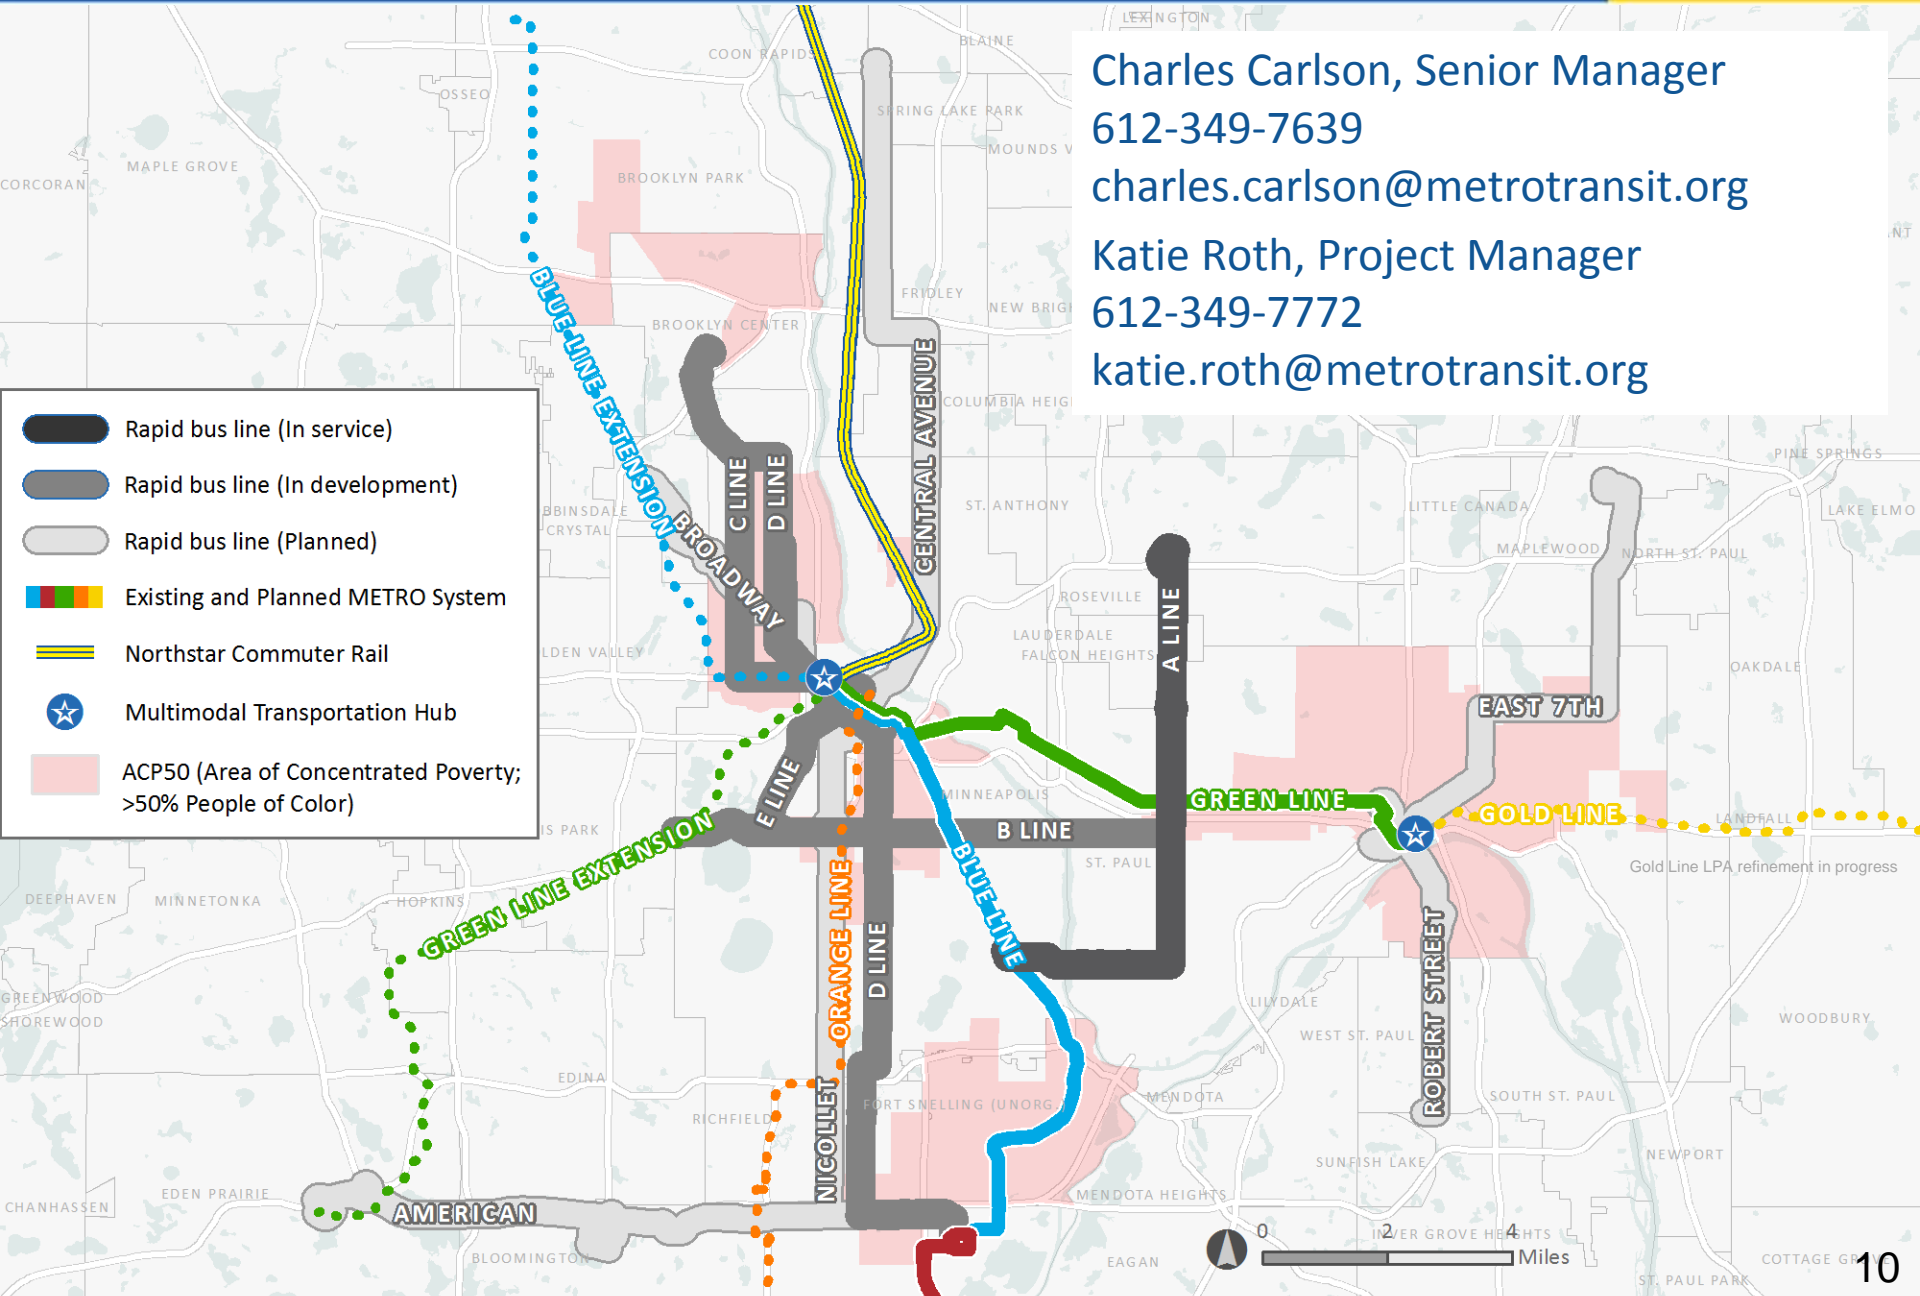 Charles Carlson, Senior Manager
612-349-7639
charles.carlson@metrotransit.org
Katie Roth, Project Manager
612-349-7772
katie.roth@metrotransit.org
Rapid bus line (In service)
Rapid bus line (In development)
Rapid bus line (Planned)
Existing and Planned METRO System
Northstar Commuter Rail
Multimodal Transportation Hub
ACP50 (Area of Concentrated Poverty;
>50% People of Color)
LEXINGTON
BLAINE
COON RAPIDS
OSSEO
SPRING LAKE PARK
MOUNDS V
MAPLE GROVE
BROOKLYN PARK
CORCORAN
NT
FRIDLEY
NEW BRIG
BROOKLYN CENTER
BLUE LINE EXTENSION
CENTRAL AVENUE
COLUMBIA HEIG
PINE SPRINGS
C LINE
D LINE
BROADWAY
BBINSDALE
CRYSTAL
ST. ANTHONY
LITTLE CANADA
LAKE ELMO
MAPLEWOOD
NORTH ST. PAUL
ROSEVILLE
A LINE
LAUDERDALE
FALCON HEIGHTS
LDEN VALLEY
OAKDALE
EAST 7TH
E LINE
MINNEAPOLIS
GREEN LINE
GOLD LINE
LANDFALL
IS PARK
B LINE
ST. PAUL
Gold Line LPA refinement in progress
GREEN LINE EXTENSION
BLUE LINE
ORANGE LINE
D LINE
DEEPHAVEN
MINNETONKA
HOPKINS
GREENWOOD
SHOREWOOD
LILYDALE
WEST ST. PAUL
ROBERT STREET
WOODBURY
EDINA
RICHFIELD
NICOLLET
FORT SNELLING (UNORG.
MENDOTA
SOUTH ST. PAUL
SUNFISH LAKE
NEWPORT
EDEN PRAIRIE
CHANHASSEN
AMERICAN
MENDOTA HEIGHTS
BLOOMINGTON
EAGAN
INVER GROVE HEIGHTS
0 2 4
Miles
COTTAGE GROVE
ST. PAUL PARK
10